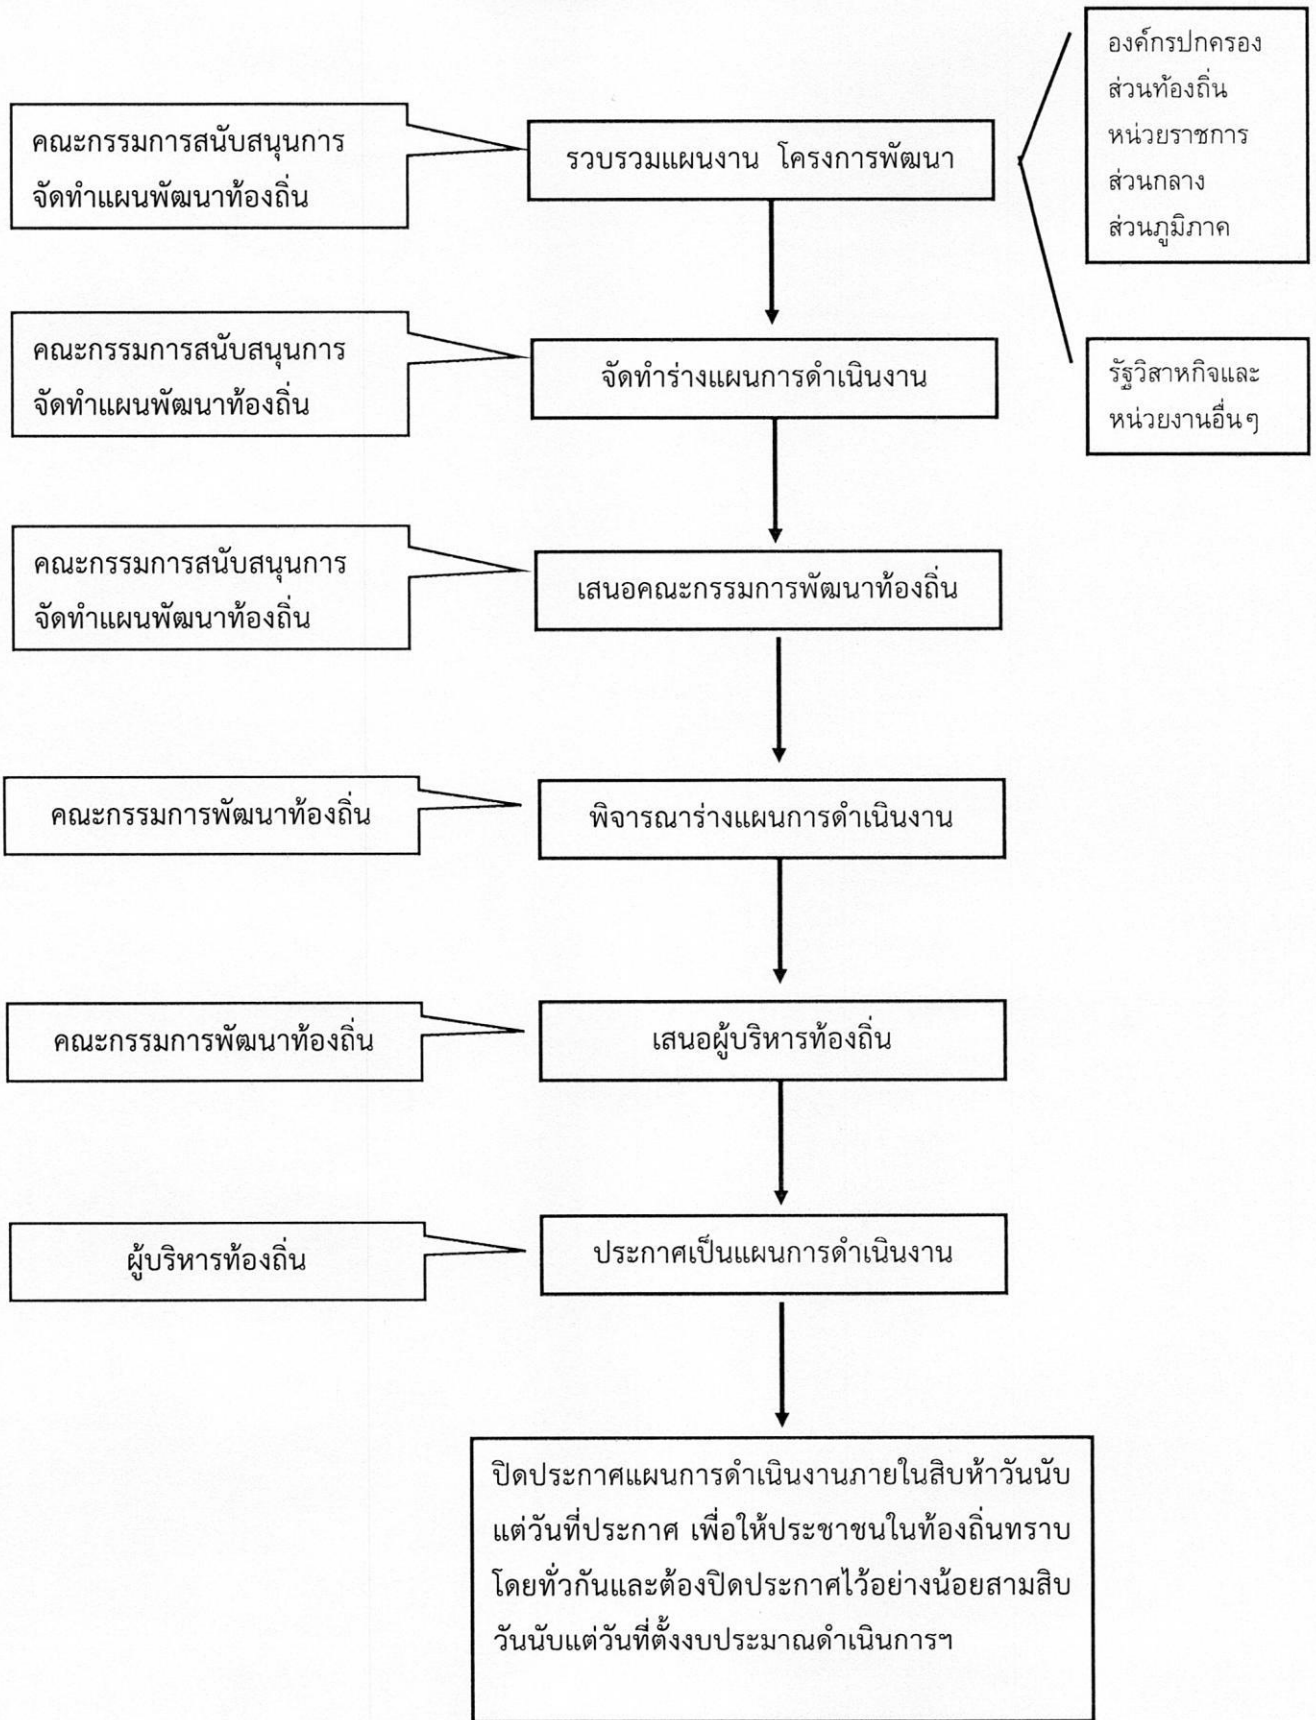 องค์กรปกครอง
ส่วนท้องถิ่น
หน่วยราชการ
ส่วนกลาง
ส่วนภูมิภาค
คณะกรรมการสนับสนุนการ
จัดทำแผนพัฒนาท้องถิ่น
รวบรวมแผนงาน โครงการพัฒนา
คณะกรรมการสนับสนุนการ
จัดทำแผนพัฒนาท้องถิ่น
จัดทำร่างแผนการดำเนินงาน
รัฐวิสาหกิจและ
หน่วยงานอื่นๆ
คณะกรรมการสนับสนุนการ
จัดทำแผนพัฒนาท้องถิ่น
เสนอคณะกรรมการพัฒนาท้องถิ่น
คณะกรรมการพัฒนาท้องถิ่น
พิจารณาร่างแผนการดำเนินงาน
คณะกรรมการพัฒนาท้องถิ่น
เสนอผู้บริหารท้องถิ่น
ผู้บริหารท้องถิ่น
ประกาศเป็นแผนการดำเนินงาน
ปิดประกาศแผนการดำเนินงานภายในสิบห้าวันนับ
แต่วันที่ประกาศ เพื่อให้ประชาชนในท้องถิ่นทราบ
โดยทั่วกันและต้องปิดประกาศไว้อย่างน้อยสามสิบ
วันนับแต่วันที่ตั้งงบประมาณดำเนินการฯ